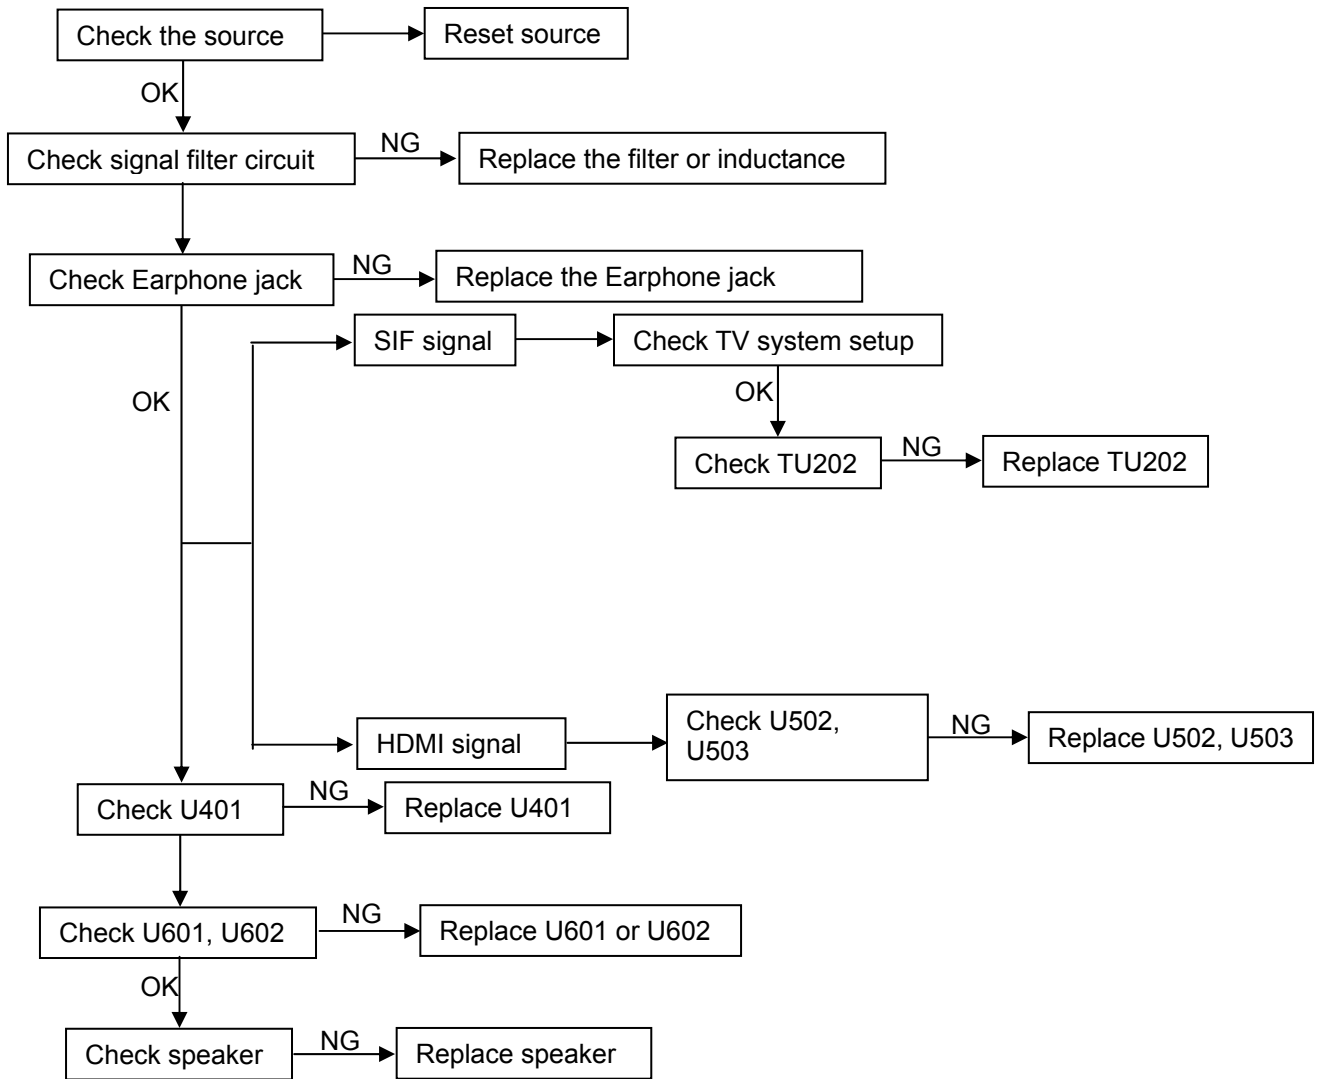 Check the source
Reset source
OK
Check signal filter circuit
NG
Replace the filter or inductance
Check Earphone jack
NG
Replace the Earphone jack
SIF signal
Check TV system setup
OK
OK
Check TU202
NG
Replace TU202
HDMI signal
Check U502,
U503
NG
Replace U502, U503
Check U401
NG
Replace U401
Check U601, U602
NG
Replace U601 or U602
OK
Check speaker
NG
Replace speaker